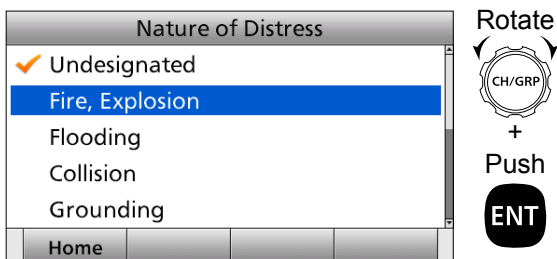 Nature of Distress
Undesignated
Fire, Explosion
Flooding
Collision
Grounding
Home
Rotate
CH/GRP
+
Push
ENT